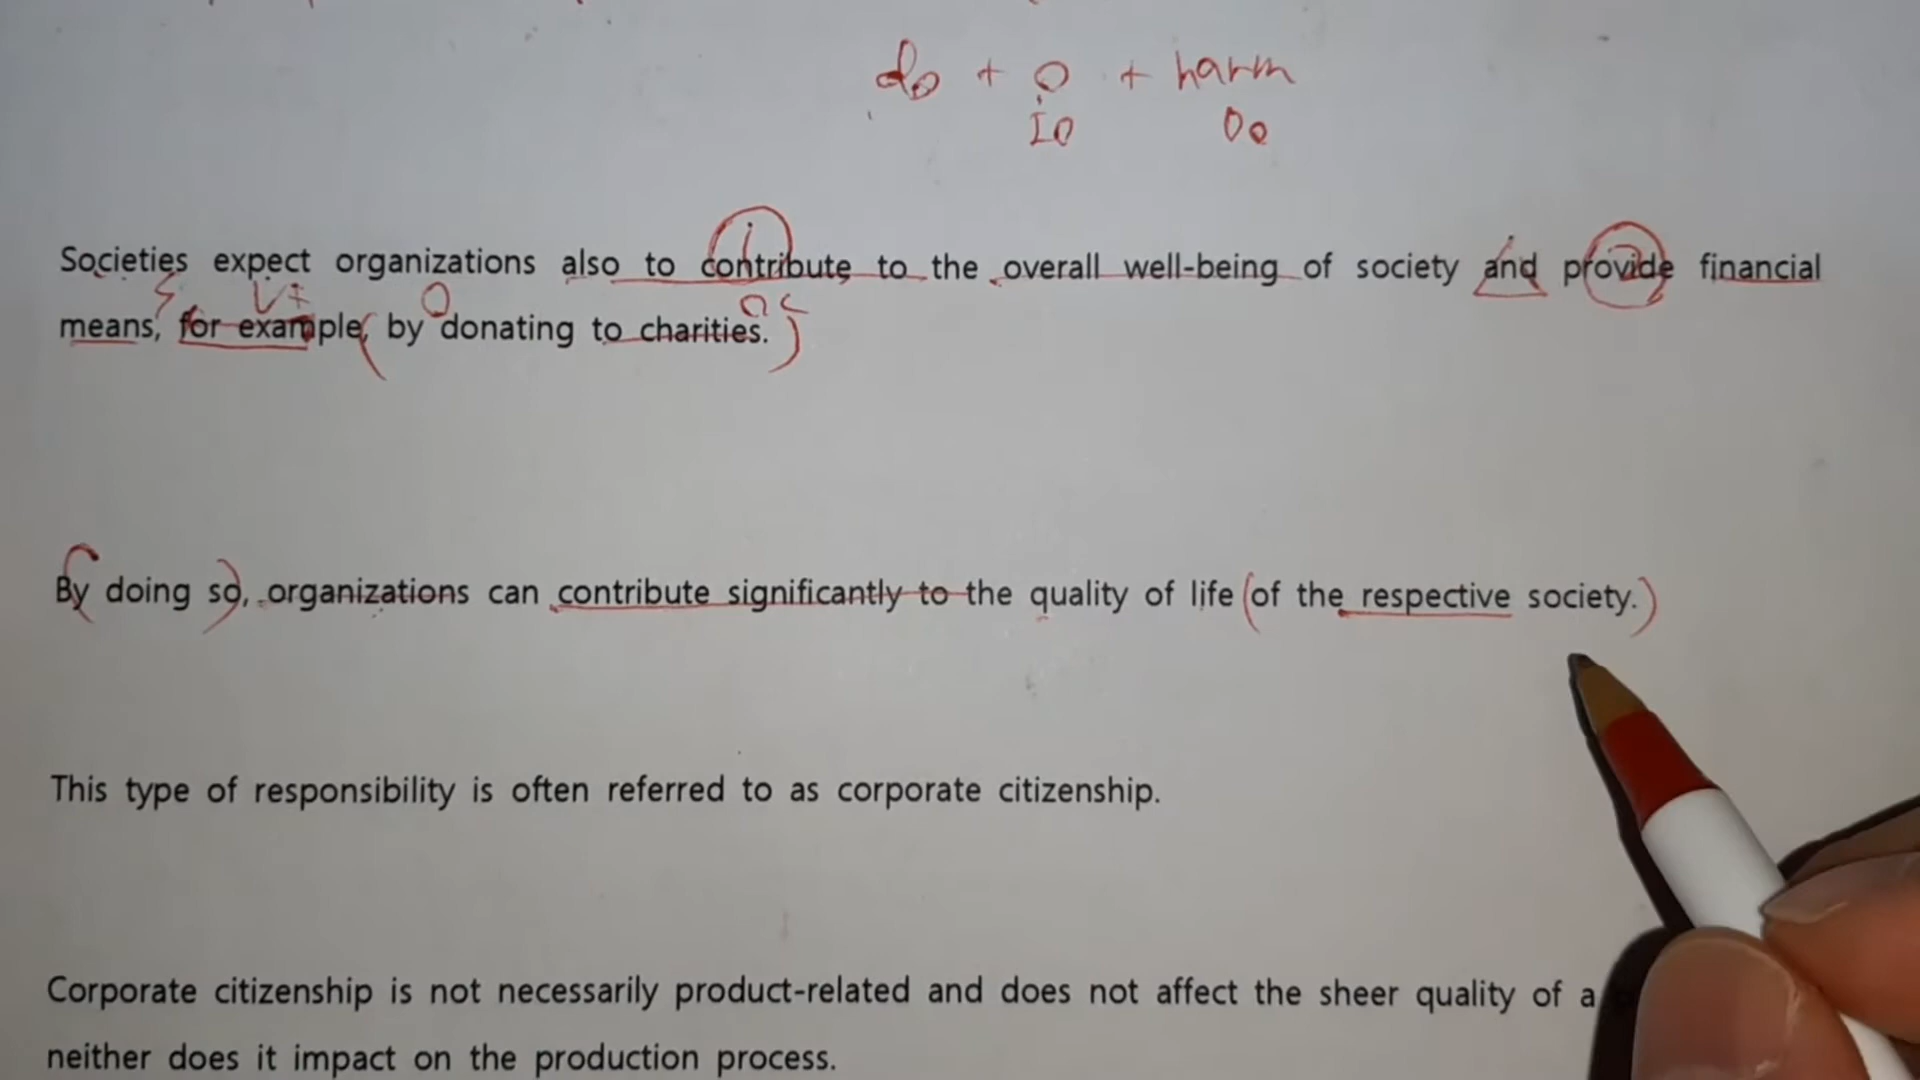 do + O + harm
IO DO
Societies expect organizations also to contribute to the overall well-being of society and provide financial
S Vt O OC
means, for example, by donating to charities.
By doing so, organizations can contribute significantly to the quality of life of the respective society.
This type of responsibility is often referred to as corporate citizenship.
Corporate citizenship is not necessarily product-related and does not affect the sheer quality of a
neither does it impact on the production process.